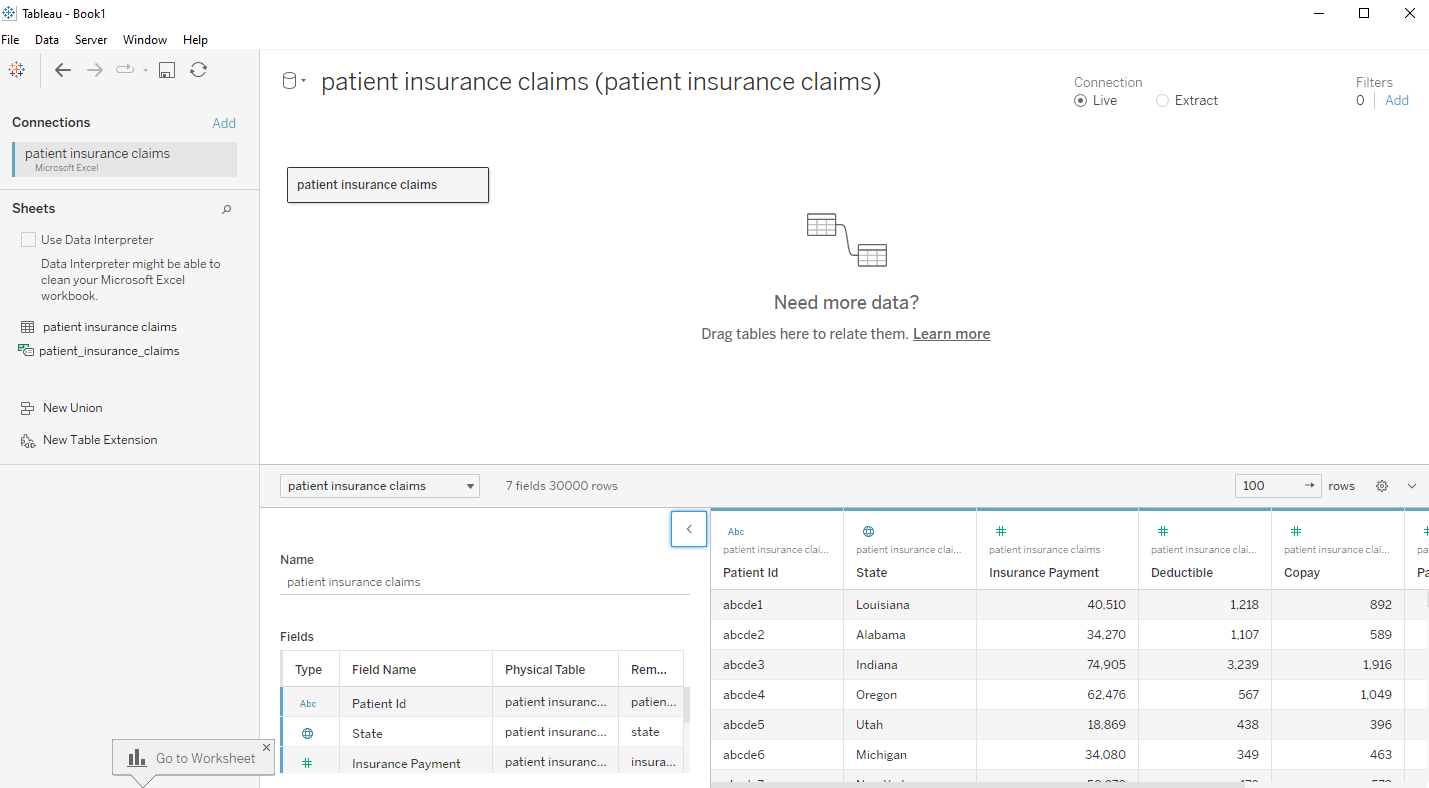 Tableau - Book1
File Data Server Window Help
Connections Add
patient insurance claims
Microsoft Excel
Sheets
Use Data Interpreter
Data Interpreter might be able to
clean your Microsoft Excel
workbook.
patient insurance claims
patient_insurance_claims
New Union
New Table Extension
Go to Worksheet
patient insurance claims (patient insurance claims)
Connection
Live Extract
Filters
0 Add
patient insurance claims
Need more data?
Drag tables here to relate them. Learn more
patient insurance claims 7 fields 30000 rows 100 rows
Name
patient insurance claims
Fields
Type Field Name Physical Table Rem...
Abc Patient Id patient insuranc... patien...
State patient insuranc... state
Insurance Payment patient insuranc... insura...
Abc
patient insurance clai... patient insurance clai... patient insurance claims patient insurance clai... patient insurance clai... pa
Patient Id State Insurance Payment Deductible Copay Pa
abcde1 Louisiana 40,510 1,218 892
abcde2 Alabama 34,270 1,107 589
abcde3 Indiana 74,905 3,239 1,916
abcde4 Oregon 62,476 567 1,049
abcde5 Utah 18,869 438 396
abcde6 Michigan 34,080 349 463